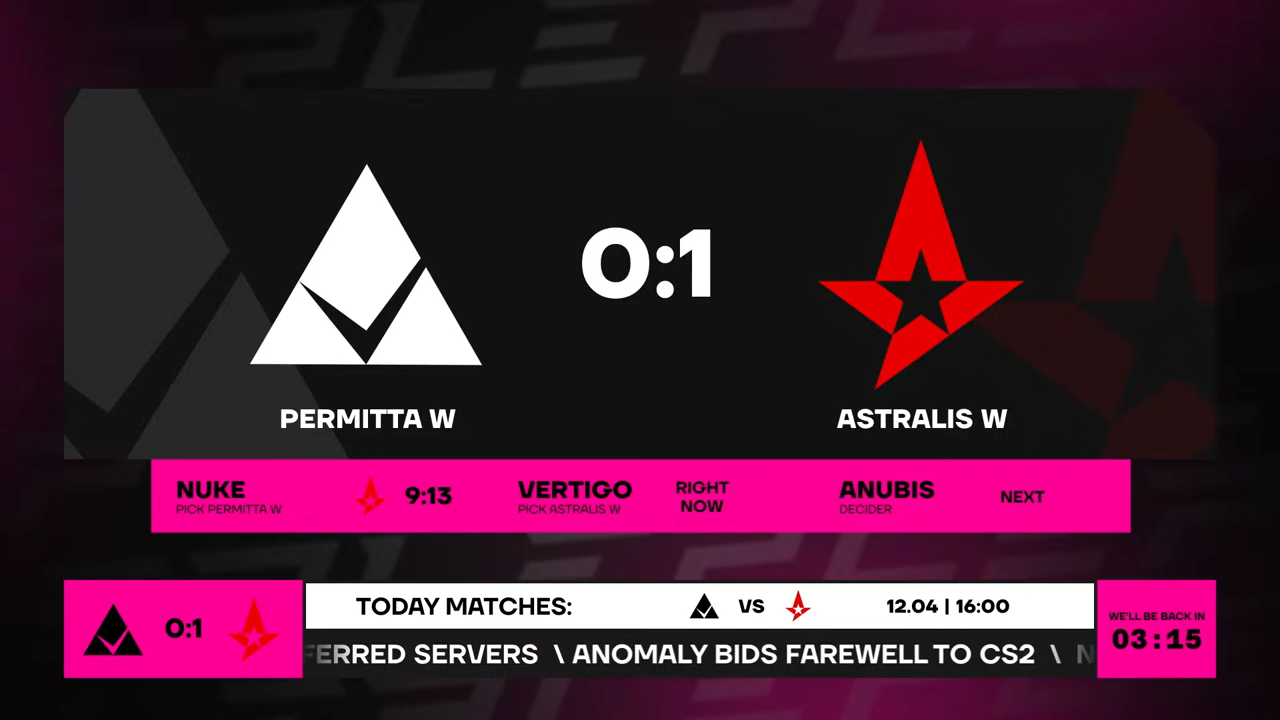 0:1
PERMITTA W
ASTRALIS W
NUKE
PICK PERMITTA W
9:13
VERTIGO
PICK ASTRALIS W
RIGHT
NOW
ANUBIS
DECIDER
NEXT
0:1
TODAY MATCHES:
VS
12.04 | 16:00
ERRED SERVERS \ ANOMALY BIDS FAREWELL TO CS2 \
WE'LL BE BACK IN
03:15